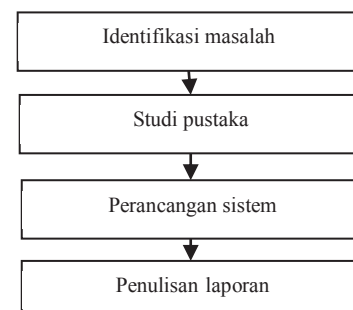 Identifikasi masalah
Studi pustaka
Perancangan sistem
Penulisan laporan